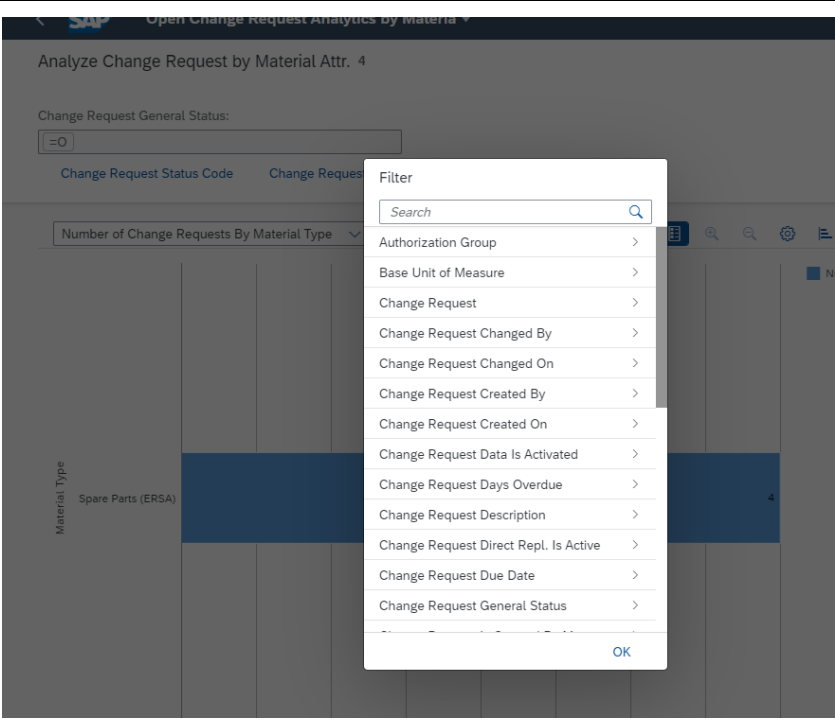 SAP Open Change Request Analytics by Materia
Analyze Change Request by Material Attr. 4
Change Request General Status:
=O
Change Request Status Code Change Reques
Number of Change Requests By Material Type
N
Material Type
Spare Parts (ERSA)
4
Filter
Search
Authorization Group
Base Unit of Measure
Change Request
Change Request Changed By
Change Request Changed On
Change Request Created By
Change Request Created On
Change Request Data Is Activated
Change Request Days Overdue
Change Request Description
Change Request Direct Repl. Is Active
Change Request Due Date
Change Request General Status
OK